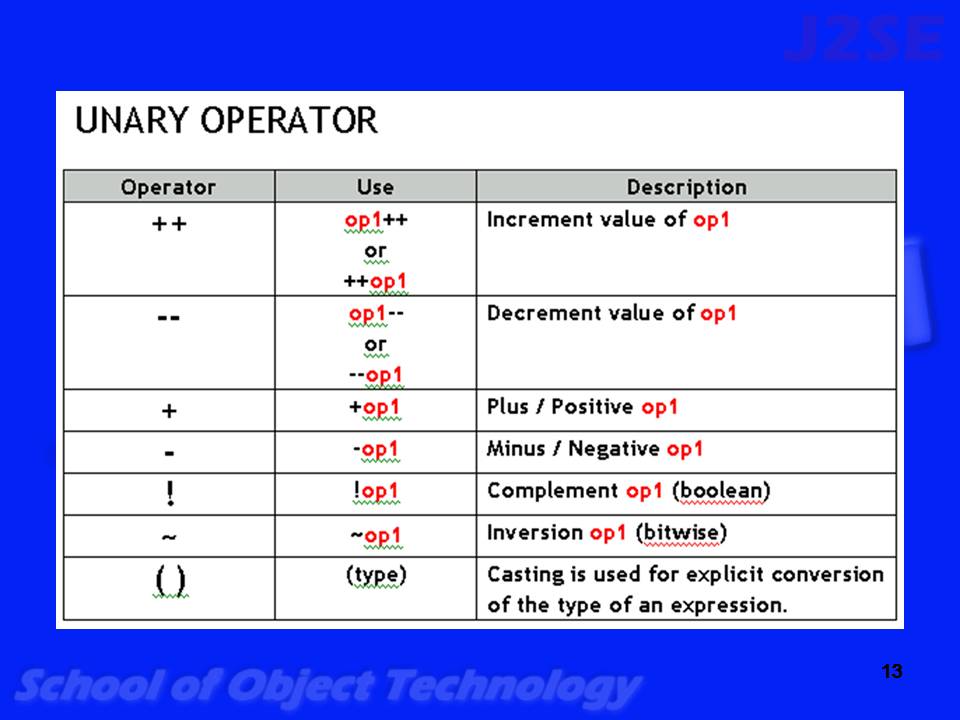 J2SE
UNARY OPERATOR
Operator Use Description
++ op1++ Increment value of op1
or
++op1
-- op1-- Decrement value of op1
or
--op1
+ +op1 Plus / Positive op1
- -op1 Minus / Negative op1
! !op1 Complement op1 (boolean)
~ ~op1 Inversion op1 (bitwise)
( ) (type) Casting is used for explicit conversion
of the type of an expression.
13
School of Object Technology